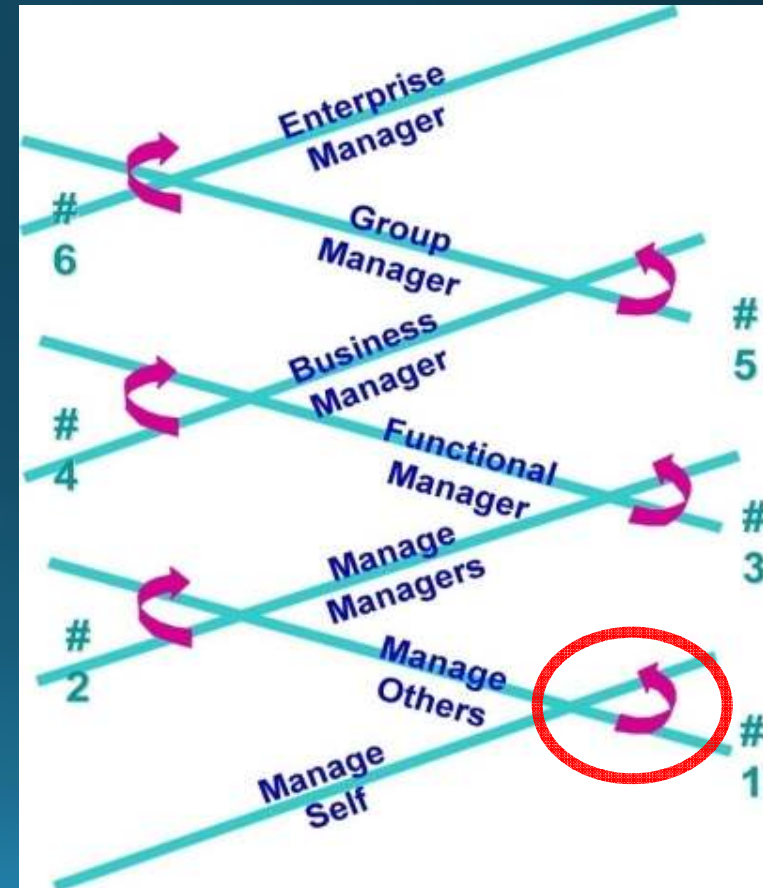 Enterprise
Manager
#
6
Group
Manager
#
5
Business
Manager
#
4
Functional
Manager
#
3
Manage
Managers
#
2
Manage
Others
#
1
Manage
Self